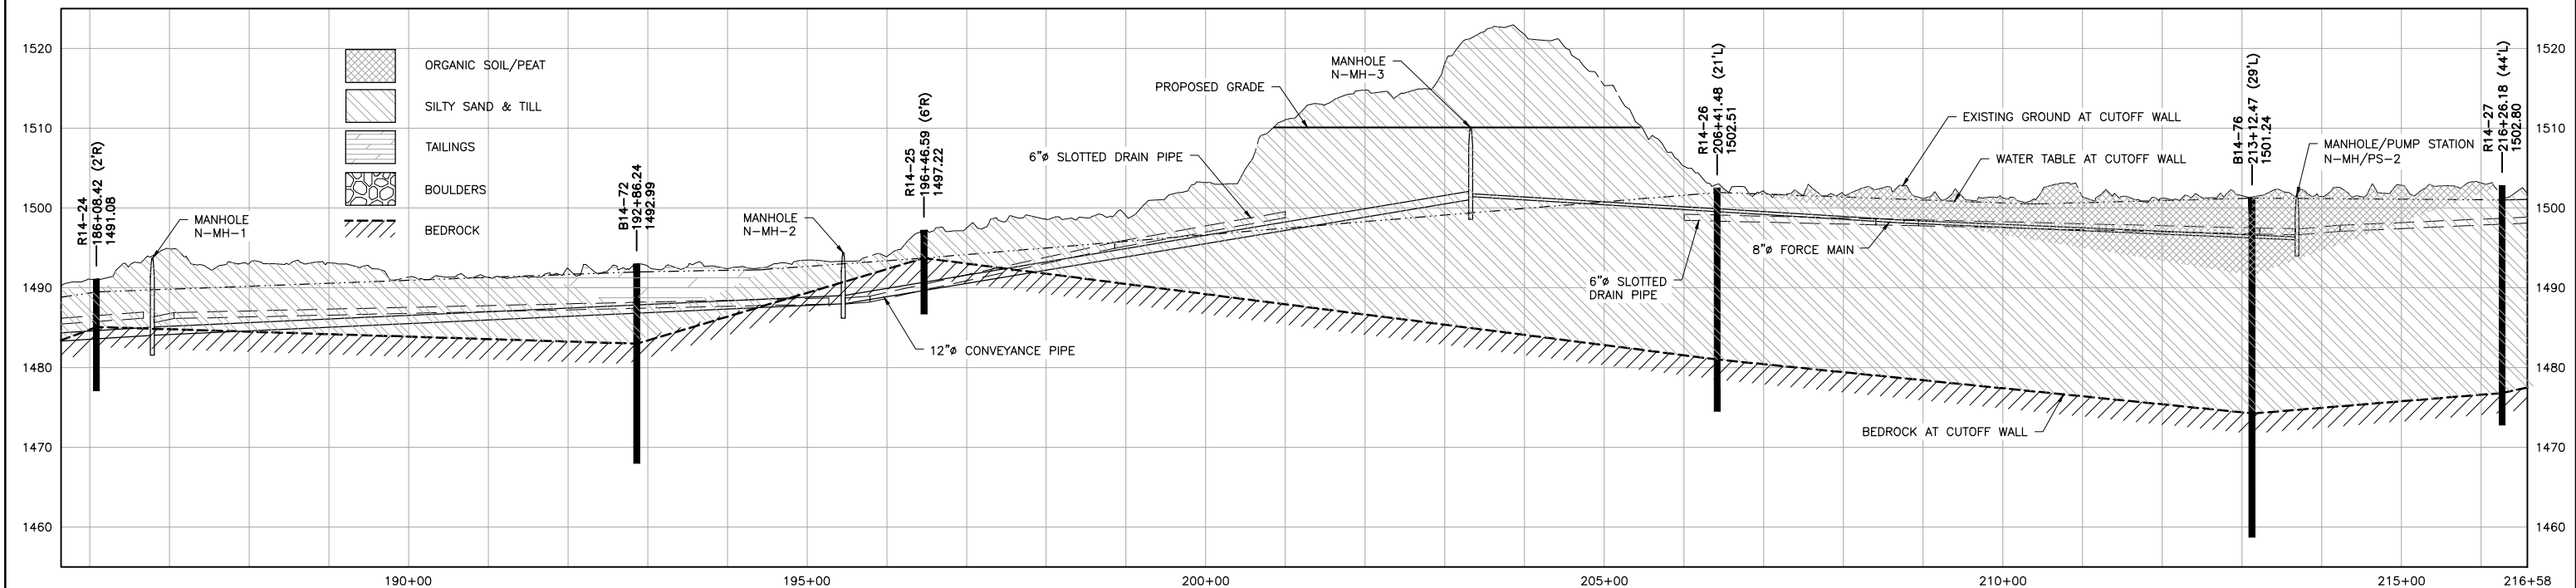 1520
1510
1500
1490
1480
1470
1460
ORGANIC SOIL/PEAT
SILTY SAND & TILL
TAILINGS
BOULDERS
BEDROCK
R14-24
186+08.42 (2'R)
1491.08
MANHOLE
N-MH-1
B14-72
192+86.24
1492.99
MANHOLE
N-MH-2
R14-25
196+46.59 (6'R)
1497.22
12"ø CONVEYANCE PIPE
6"ø SLOTTED DRAIN PIPE
PROPOSED GRADE
MANHOLE
N-MH-3
R14-26
206+41.48 (21'L)
1502.51
6"ø SLOTTED
DRAIN PIPE
8"ø FORCE MAIN
EXISTING GROUND AT CUTOFF WALL
WATER TABLE AT CUTOFF WALL
BEDROCK AT CUTOFF WALL
B14-76
213+12.47 (29'L)
1501.24
MANHOLE/PUMP STATION
N-MH/PS-2
R14-27
216+26.18 (44'L)
1502.80
1520
1510
1500
1490
1480
1470
1460
190+00
195+00
200+00
205+00
210+00
215+00
216+58